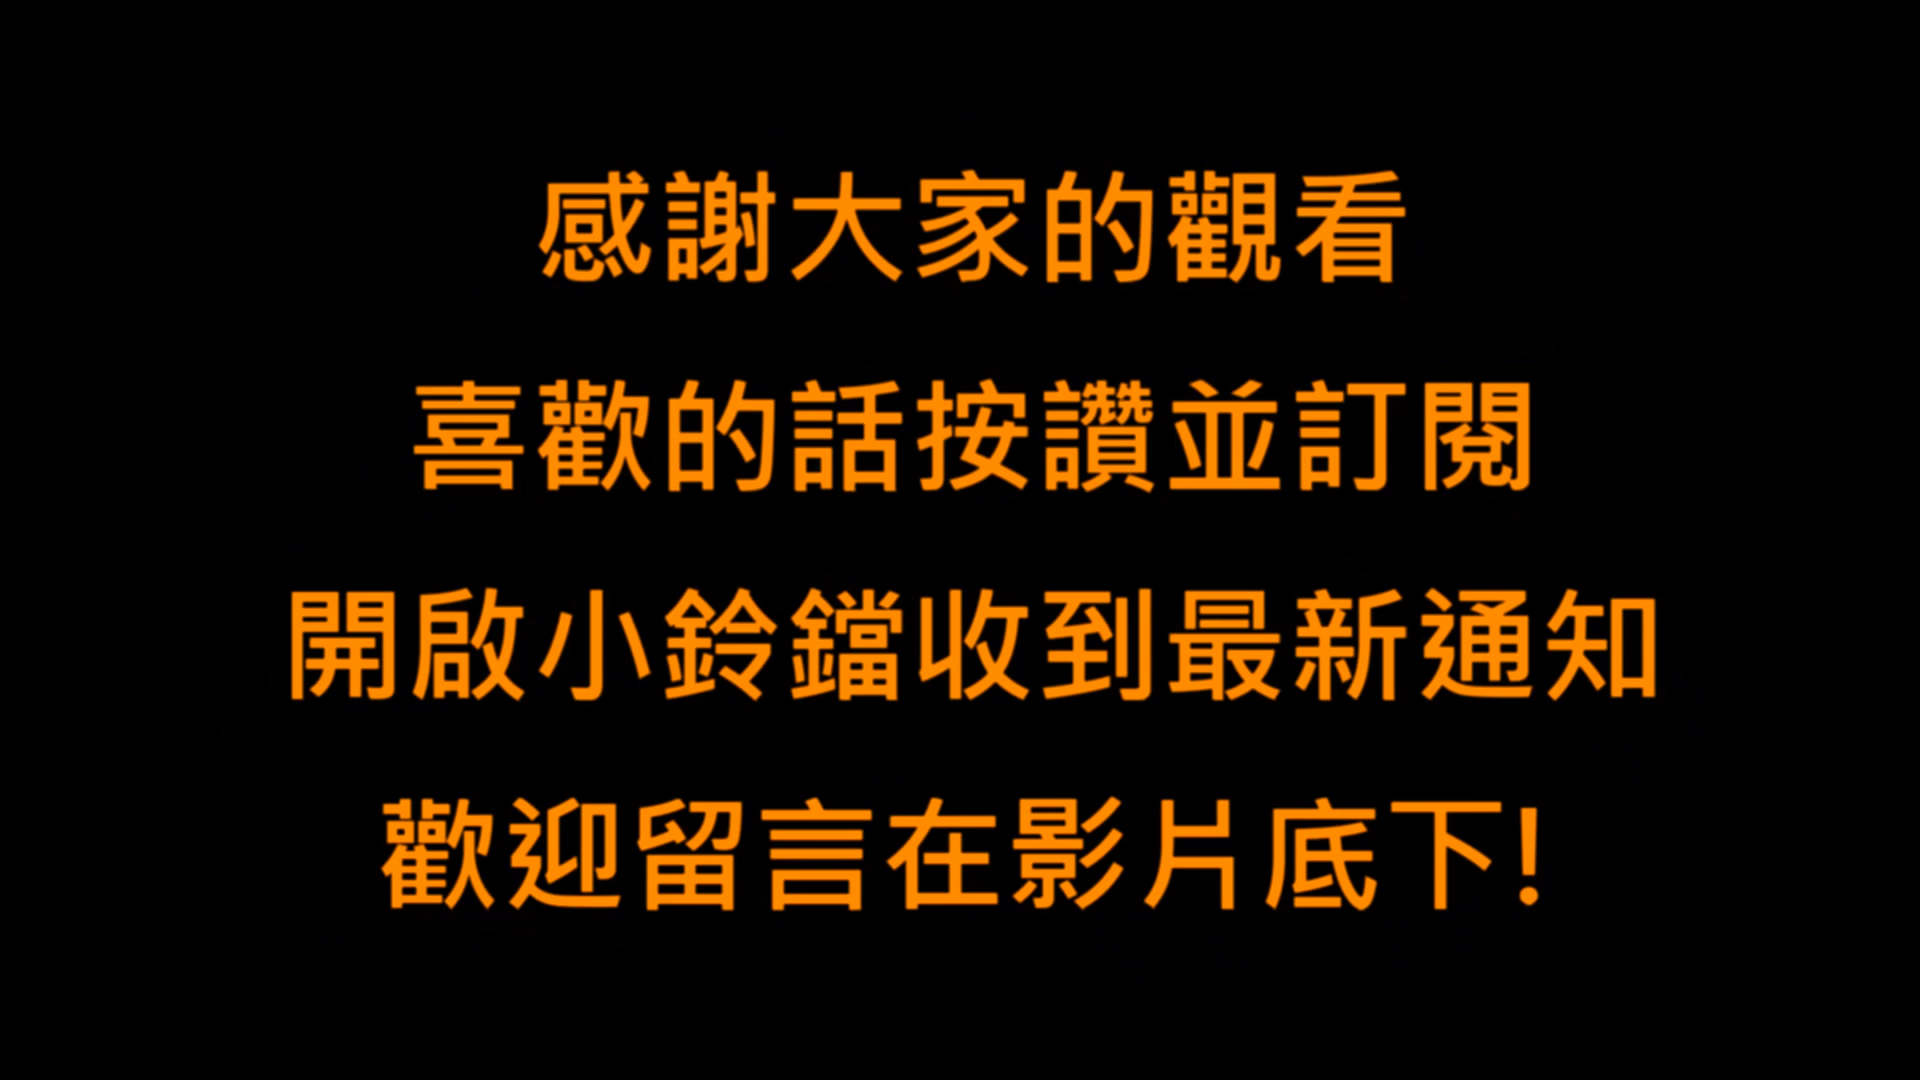 感謝大家的觀看
喜歡的話按讚並訂閱
開啟小鈴鐺收到最新通知
歡迎留言在影片底下!